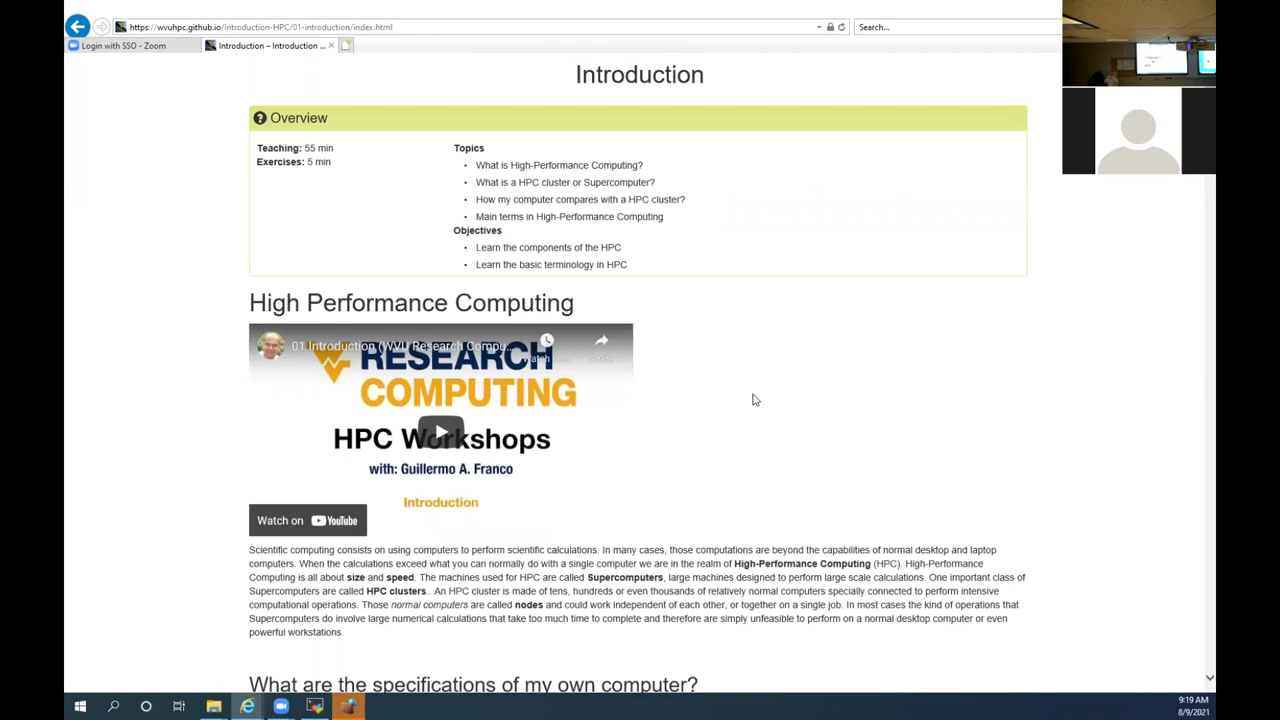 https://wvuhpc.github.io/Introduction-HPC/01-introduction/index.html
Search...
Login with SSO - Zoom
Introduction – Introduction ...
Introduction
Overview
Teaching: 55 min
Exercises: 5 min
Topics
What is High-Performance Computing?
What is a HPC cluster or Supercomputer?
How my computer compares with a HPC cluster?
Main terms in High-Performance Computing
Objectives
Learn the components of the HPC
Learn the basic terminology in HPC
High Performance Computing
01 Introduction (WVU Research Compu...
Watch later
Share
RESEARCH
COMPUTING
HPC Workshops
with: Guillermo A. Franco
Introduction
Watch on YouTube
Scientific computing consists on using computers to perform scientific calculations. In many cases, those computations are beyond the capabilities of normal desktop and laptop
computers. When the calculations exceed what you can normally do with a single computer we are in the realm of High-Performance Computing (HPC). High-Performance
Computing is all about size and speed. The machines used for HPC are called Supercomputers, large machines designed to perform large scale calculations. One important class of
Supercomputers are called HPC clusters.. An HPC cluster is made of tens, hundreds or even thousands of relatively normal computers specially connected to perform intensive
computational operations. Those normal computers are called nodes and could work independent of each other, or together on a single job. In most cases the kind of operations that
Supercomputers do involve large numerical calculations that take too much time to complete and therefore are simply unfeasible to perform on a normal desktop computer or even
powerful workstations.
What are the specifications of my own computer?
9:19 AM
8/9/2021